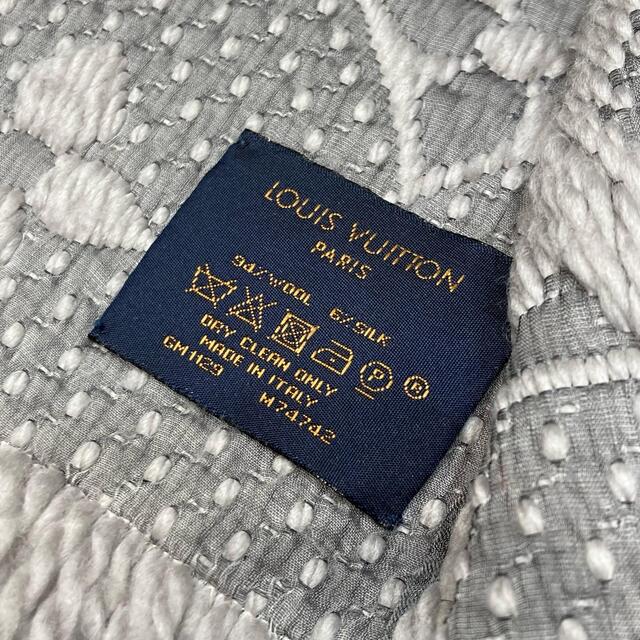 LOUIS VUITTON
PARIS
94%WOOL 6%SILK
P ®
DRY CLEAN ONLY
MADE IN ITALY
GM1129 M74742